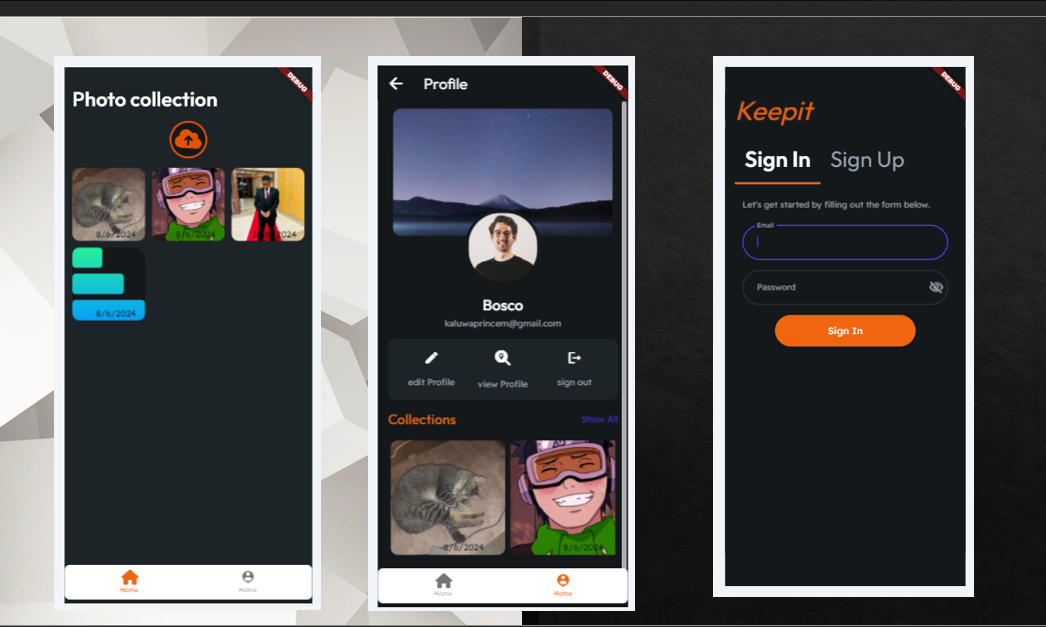 DEBUG
Photo collection
8/6/2024
8/6/2024
2024
8/6/2024
Home
Home
DEBUG
Profile
Bosco
kaluwaprincem@gmail.com
edit Profile
view Profile
sign out
Collections
Show All
8/6/2024
8/6/2024
Home
Home
DEBUG
Keepit
Sign In
Sign Up
Let's get started by filling out the form below.
Email
Password
Sign In